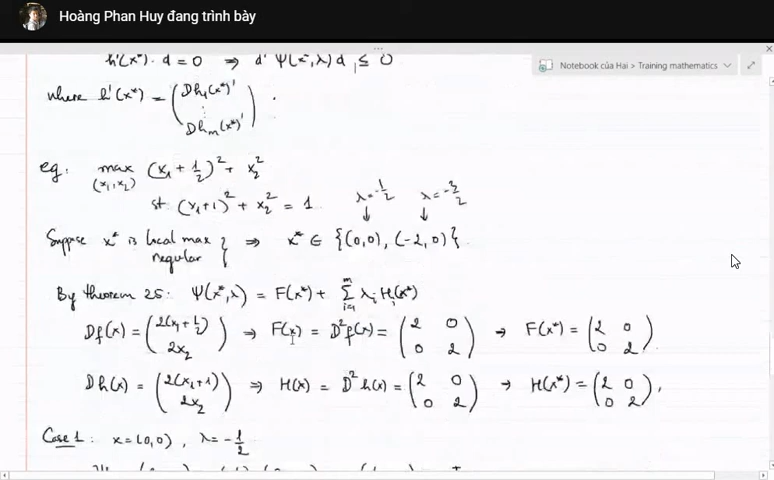 Hoàng Phan Huy đang trình bày
Notebook của Hai > Training mathematics
h'(x*) · d = 0 ⇒ d' Ψ(x*,λ) d ≤ 0
where h'(x*) = (Dh₁(x*)' ⋮ Dhₘ(x*)') .
eg. max (x₁ + 1/2)² + x₂²
(x₁,x₂)
st. (x₁+1)² + x₂² = 1. λ=-1/2 λ=-3/2
↓ ↓
Suppose x* is local max } ⇒ x* ∈ {(0,0), (-2,0)}
regular
By theorem 25: Ψ(x*,λ) = F(x*) + Σᵢ₌₁ᵐ λᵢ Hᵢ(x*)
Df(x) = (2(x₁+1/2) 2x₂) ⇒ F(x) = D²f(x) = (2 0 0 2) → F(x*) = (2 0 0 2)
Dh(x) = (2(x₁+1) 2x₂) ⇒ H(x) = D²h(x) = (2 0 0 2) → H(x*) = (2 0 0 2),
Case 1: x = (0,0), λ = -1/2